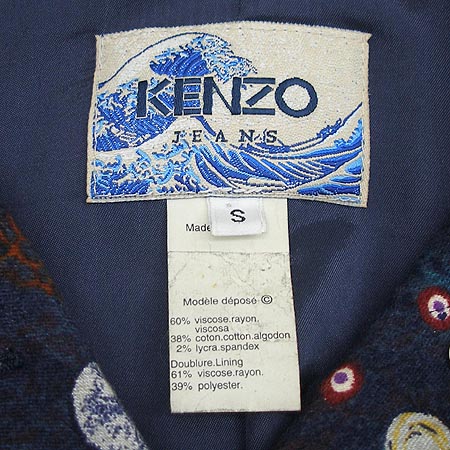 KENZO
JEANS
S
Made
Modèle déposé ©
60% viscose.rayon.
viscosa
38% coton.cotton.algodon
2% lycra.spandex
Doublure.Lining
61% viscose.rayon.
39% polyester.